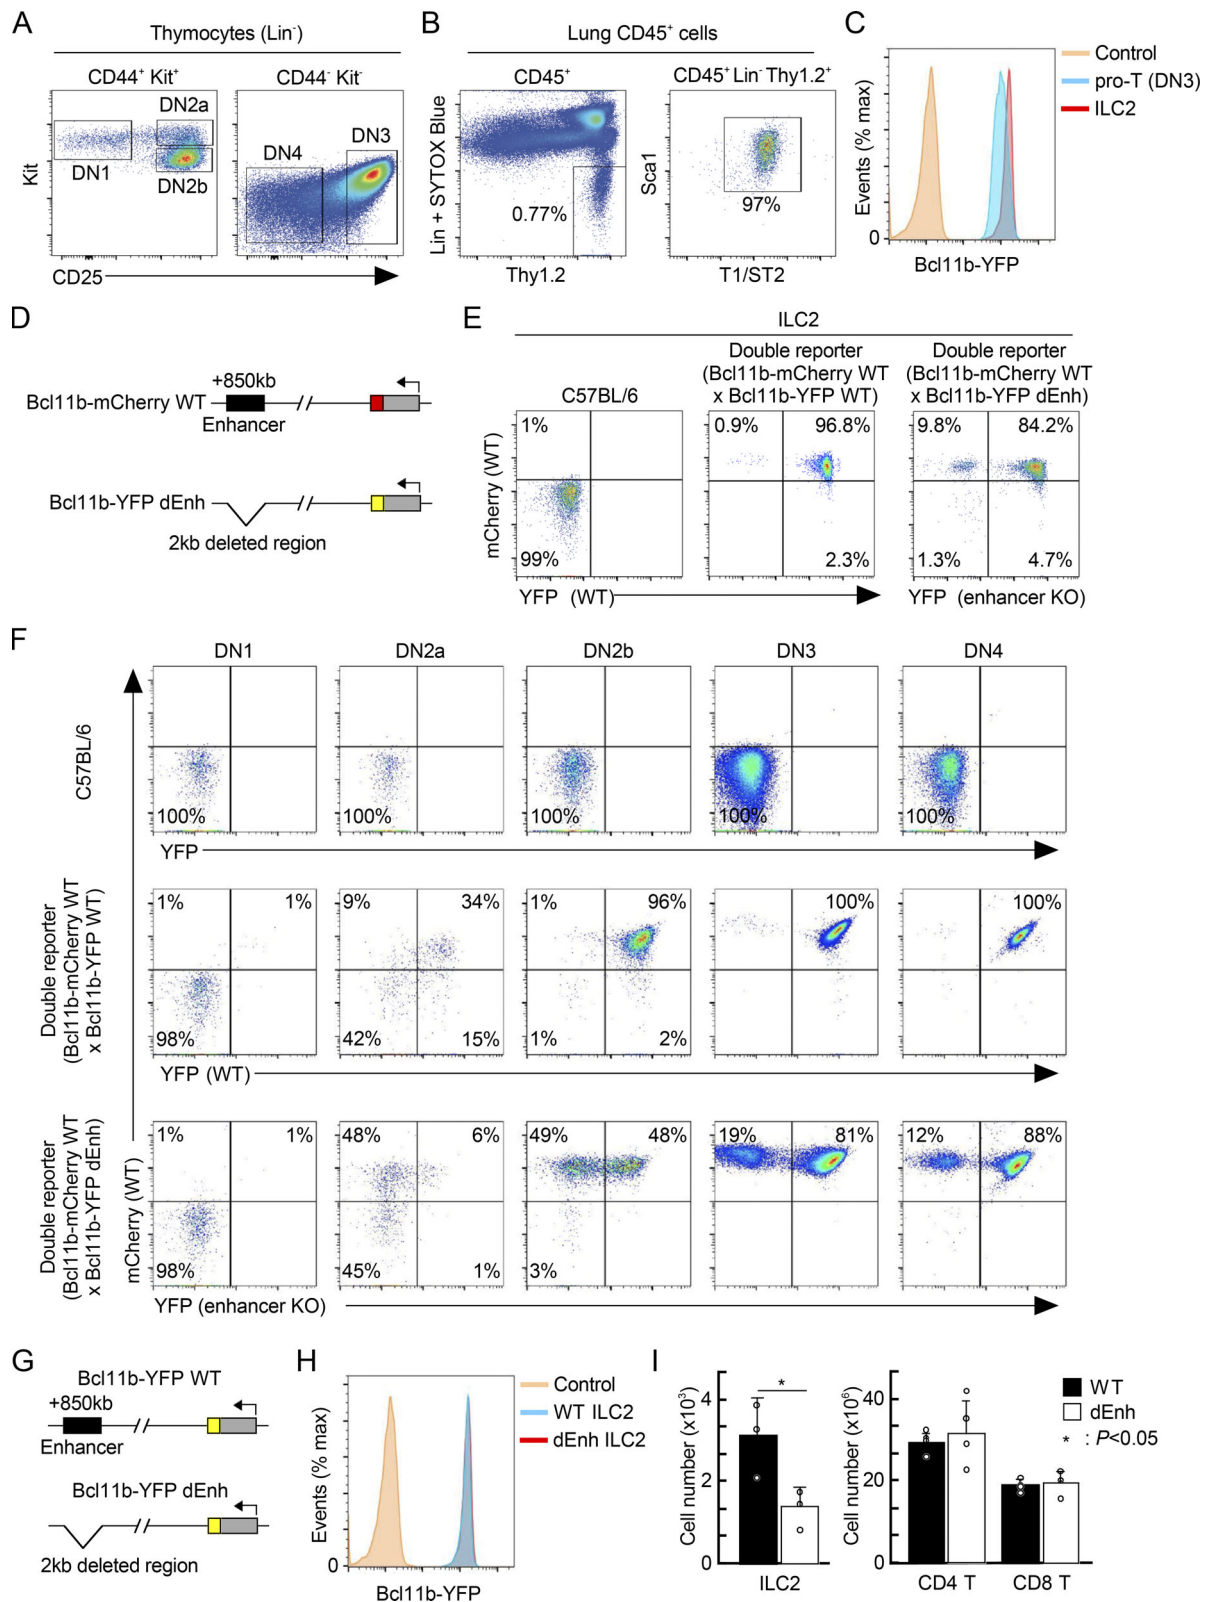 A
Thymocytes (Lin-)
CD44+ Kit+
CD44- Kit-
DN2a
DN1
DN2b
DN4
DN3
Kit
CD25
B
Lung CD45+ cells
CD45+
CD45+ Lin- Thy1.2+
Lin + SYTOX Blue
0.77%
Thy1.2
Sca1
97%
T1/ST2
C
Control
pro-T (DN3)
ILC2
Events (% max)
0
Bcl11b-YFP
D
+850kb
Bcl11b-mCherry WT
Enhancer
Bcl11b-YFP dEnh
2kb deleted region
E
ILC2
C57BL/6
Double reporter
(Bcl11b-mCherry WT
x Bcl11b-YFP WT)
Double reporter
(Bcl11b-mCherry WT
x Bcl11b-YFP dEnh)
mCherry (WT)
1%
99%
0.9% 96.8%
2.3%
9.8% 84.2%
1.3% 4.7%
YFP (WT)
YFP (enhancer KO)
F
DN1 DN2a DN2b DN3 DN4
C57BL/6
100% 100% 100% 100% 100%
YFP
Double reporter
(Bcl11b-mCherry WT
x Bcl11b-YFP WT)
1% 1% 9% 34% 1% 96% 100% 100%
98% 42% 15% 1% 2%
YFP (WT)
Double reporter
(Bcl11b-mCherry WT
x Bcl11b-YFP dEnh)
mCherry (WT)
1% 1% 48% 6% 49% 48% 19% 81% 12% 88%
98% 45% 1% 3%
YFP (enhancer KO)
G
Bcl11b-YFP WT
+850kb
Enhancer
Bcl11b-YFP dEnh
2kb deleted region
H
Control
WT ILC2
dEnh ILC2
Events (% max)
0
Bcl11b-YFP
I
Cell number (x10³)
4
2
0
*
ILC2
Cell number (x10⁶)
40
20
0
CD4 T CD8 T
WT
dEnh
* : P<0.05